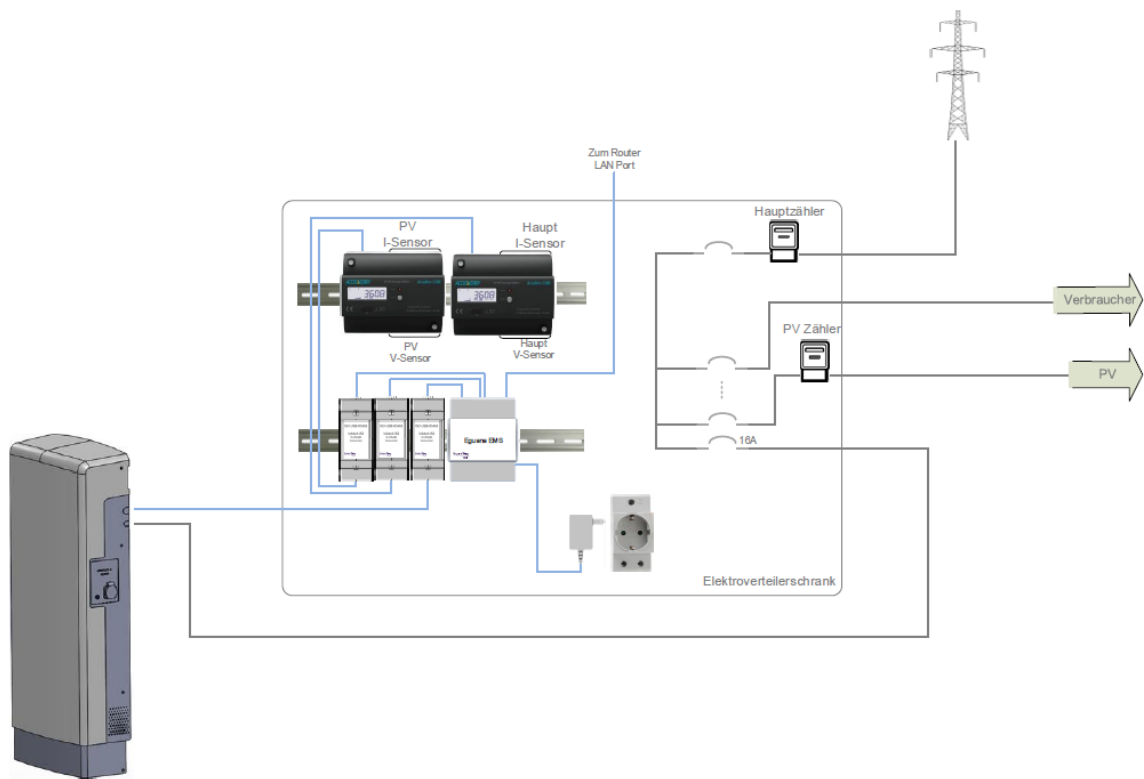 Zum Router
LAN Port
Hauptzähler
PV
I-Sensor
Haupt
I-Sensor
3608
3608
Verbraucher
PV
V-Sensor
Haupt
V-Sensor
PV Zähler
PV
16A
Eguana EMS
Elektroverteilerschrank